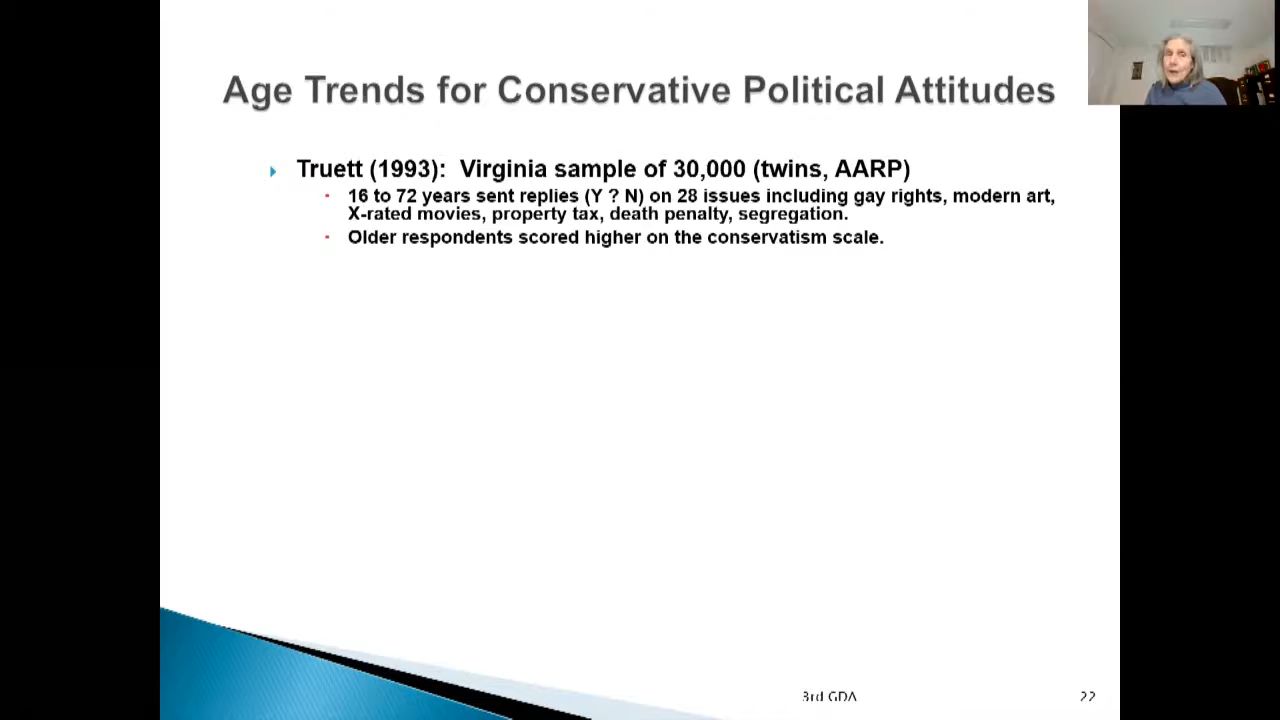 Age Trends for Conservative Political Attitudes
Truett (1993): Virginia sample of 30,000 (twins, AARP)
16 to 72 years sent replies (Y ? N) on 28 issues including gay rights, modern art,
X-rated movies, property tax, death penalty, segregation.
Older respondents scored higher on the conservatism scale.
3rd GDA
22